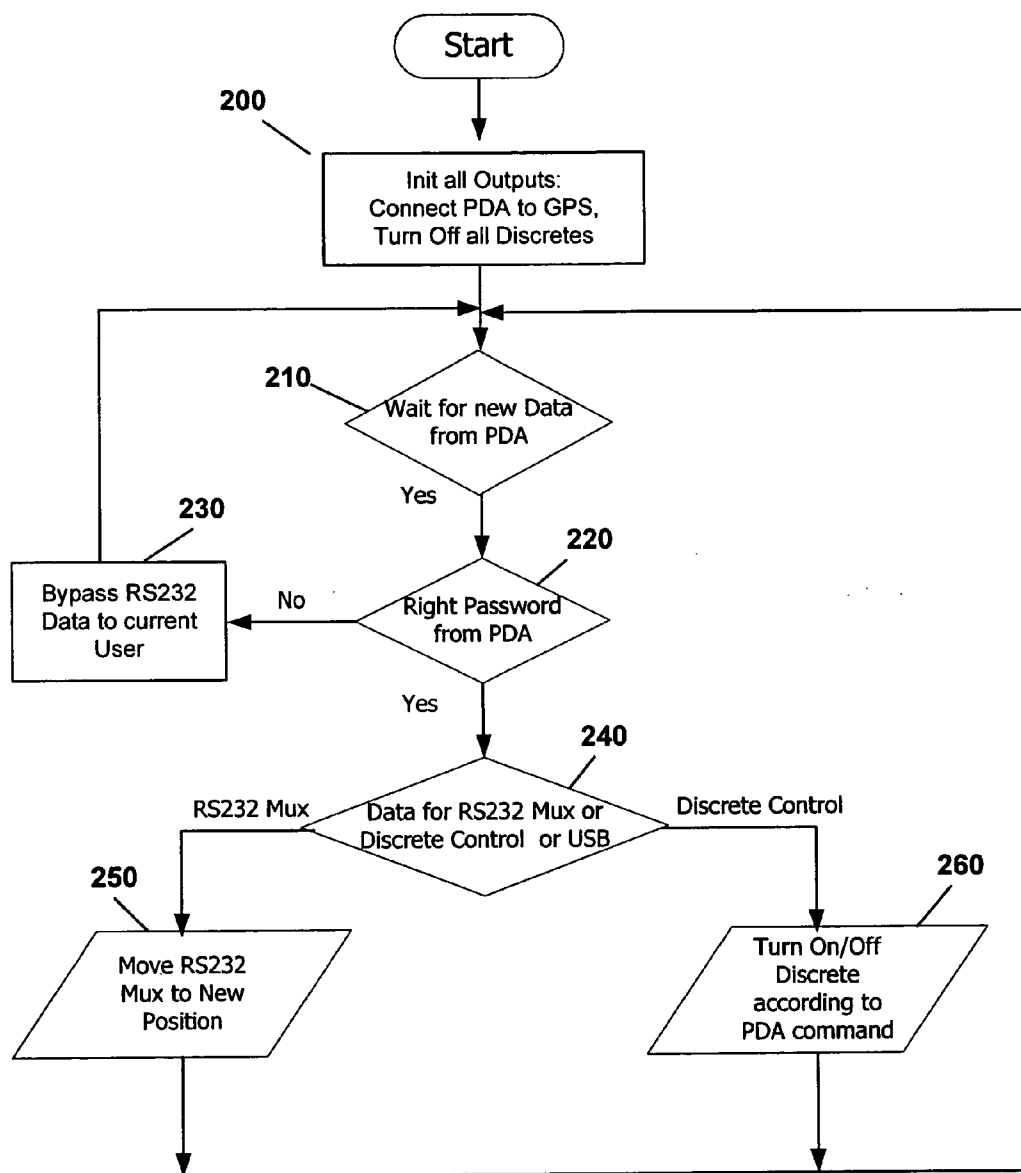 Start
200
Init all Outputs:
Connect PDA to GPS,
Turn Off all Discretes
210
Wait for new Data
from PDA
Yes
230
220
Bypass RS232
Data to current
User
No
Right Password
from PDA
Yes
240
RS232 Mux
Data for RS232 Mux or
Discrete Control or USB
Discrete Control
250
260
Move RS232
Mux to New
Position
Turn On/Off
Discrete
according to
PDA command